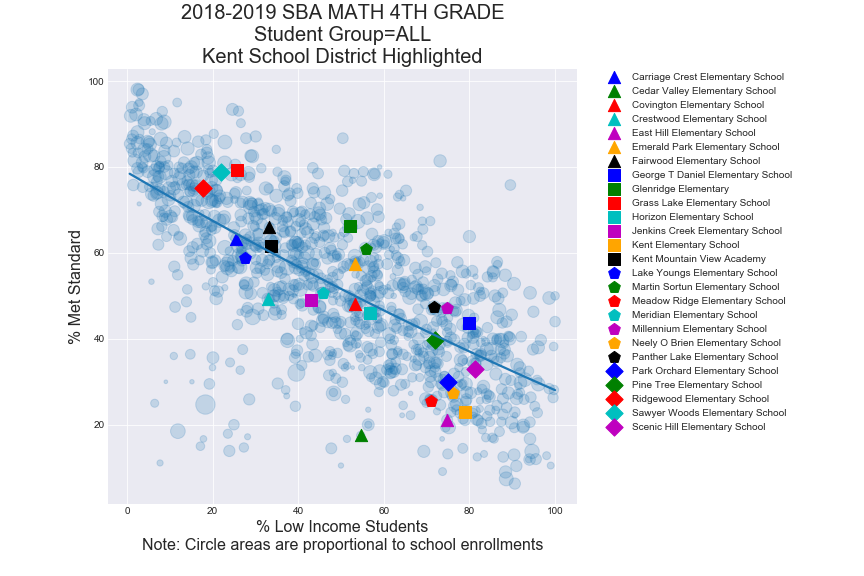 2018-2019 SBA MATH 4TH GRADE
Student Group=ALL
Kent School District Highlighted
100
80
60
40
20
% Met Standard
0
20
40
60
80
100
% Low Income Students
Note: Circle areas are proportional to school enrollments
Carriage Crest Elementary School
Cedar Valley Elementary School
Covington Elementary School
Crestwood Elementary School
East Hill Elementary School
Emerald Park Elementary School
Fairwood Elementary School
George T Daniel Elementary School
Glenridge Elementary
Grass Lake Elementary School
Horizon Elementary School
Jenkins Creek Elementary School
Kent Elementary School
Kent Mountain View Academy
Lake Youngs Elementary School
Martin Sortun Elementary School
Meadow Ridge Elementary School
Meridian Elementary School
Millennium Elementary School
Neely O Brien Elementary School
Panther Lake Elementary School
Park Orchard Elementary School
Pine Tree Elementary School
Ridgewood Elementary School
Sawyer Woods Elementary School
Scenic Hill Elementary School